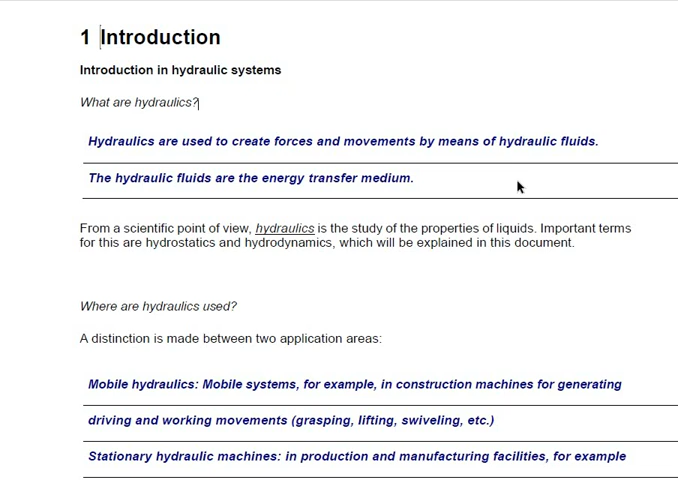 1 Introduction
Introduction in hydraulic systems
What are hydraulics?
Hydraulics are used to create forces and movements by means of hydraulic fluids.
The hydraulic fluids are the energy transfer medium.
From a scientific point of view, hydraulics is the study of the properties of liquids. Important terms
for this are hydrostatics and hydrodynamics, which will be explained in this document.
Where are hydraulics used?
A distinction is made between two application areas:
Mobile hydraulics: Mobile systems, for example, in construction machines for generating
driving and working movements (grasping, lifting, swiveling, etc.)
Stationary hydraulic machines: in production and manufacturing facilities, for example